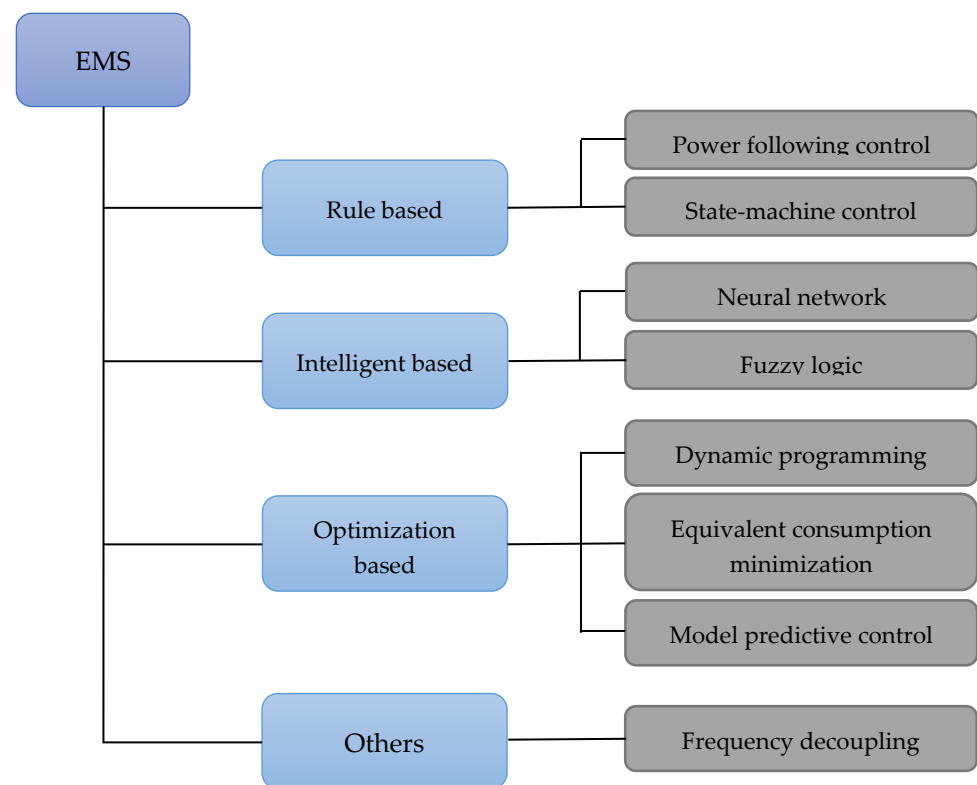 EMS
Rule based
Power following control
State-machine control
Intelligent based
Neural network
Fuzzy logic
Optimization
based
Dynamic programming
Equivalent consumption
minimization
Model predictive control
Others
Frequency decoupling